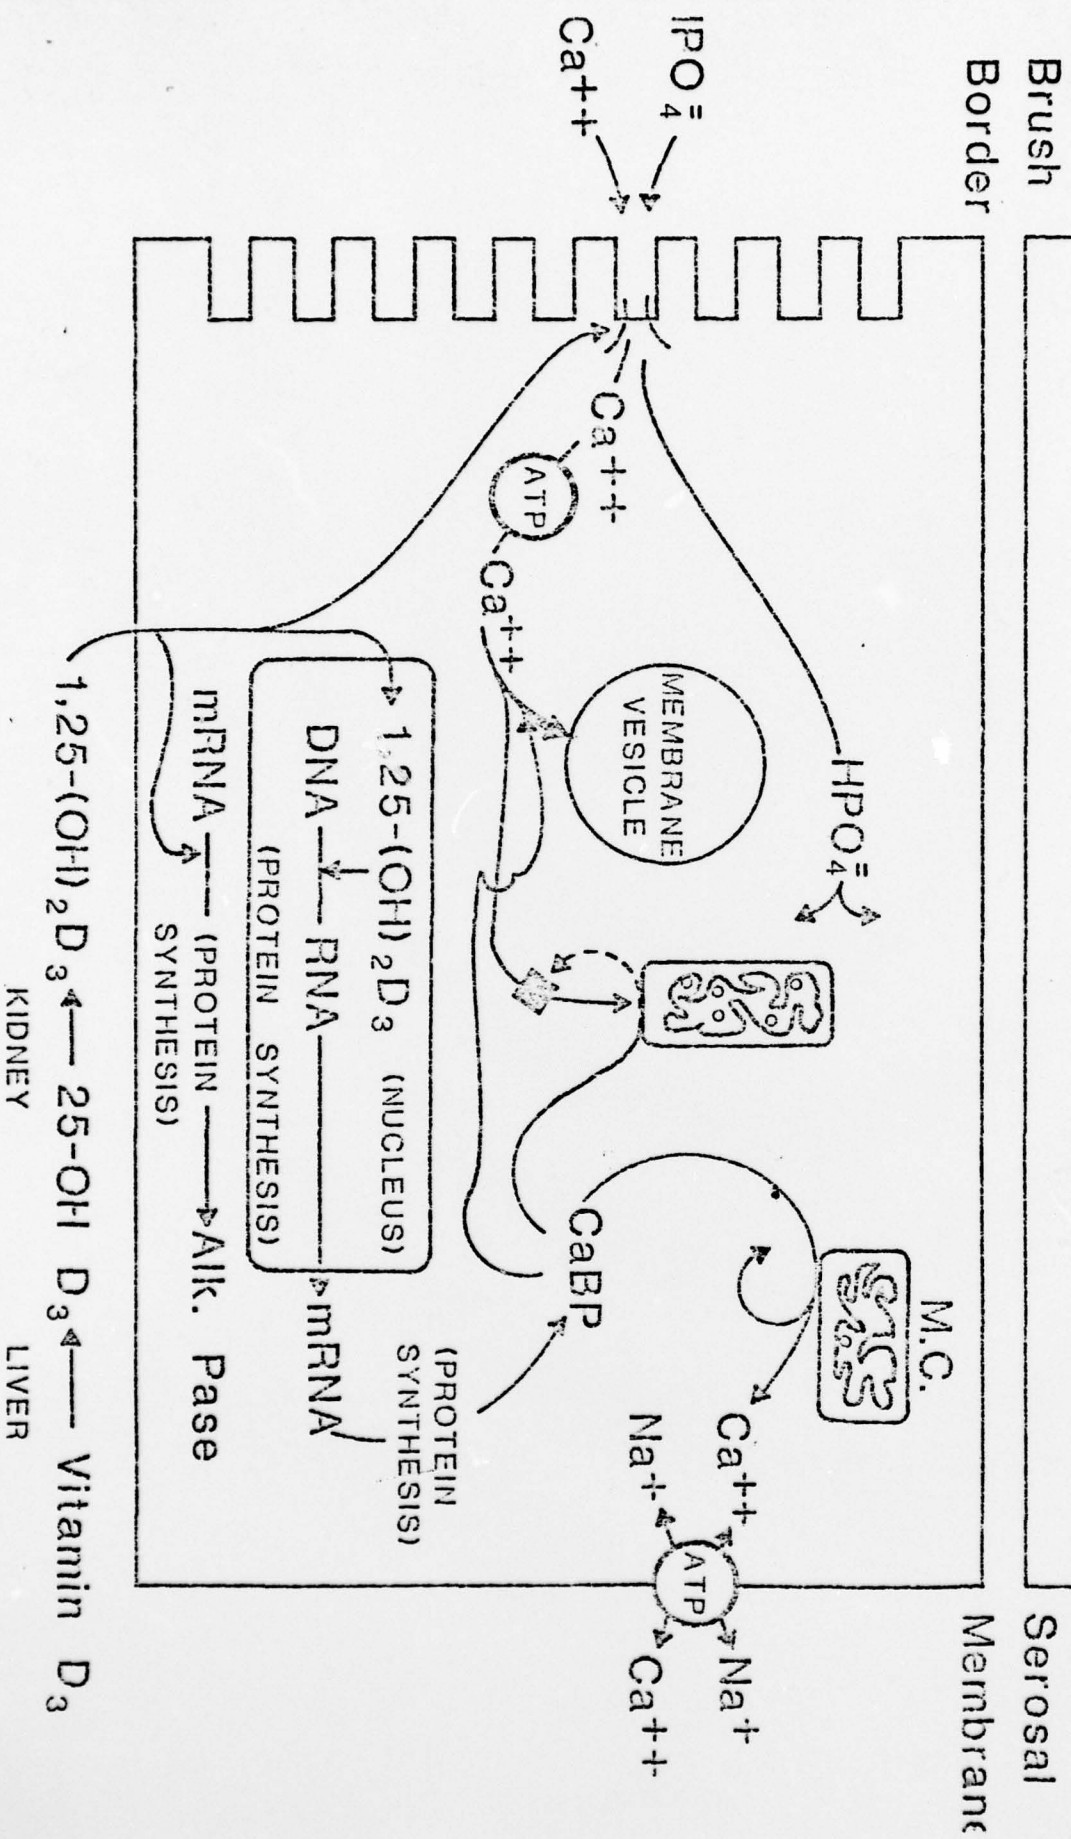 Brush
Border
Serosal
Membran
HPO₄⁼
Ca++
Ca++
ATP
Ca++
MEMBRANE
VESICLE
HPO₄⁼
M.C.
CaBP
Ca++
Na+
ATP
Na+
Ca++
1,25-(OH)₂D₃ (NUCLEUS)
DNA RNA mRNA
(PROTEIN SYNTHESIS)
(PROTEIN
SYNTHESIS)
mRNA (PROTEIN Alk. Pase
SYNTHESIS)
1,25-(OH)₂D₃ 25-OH D₃ Vitamin D₃
KIDNEY LIVER